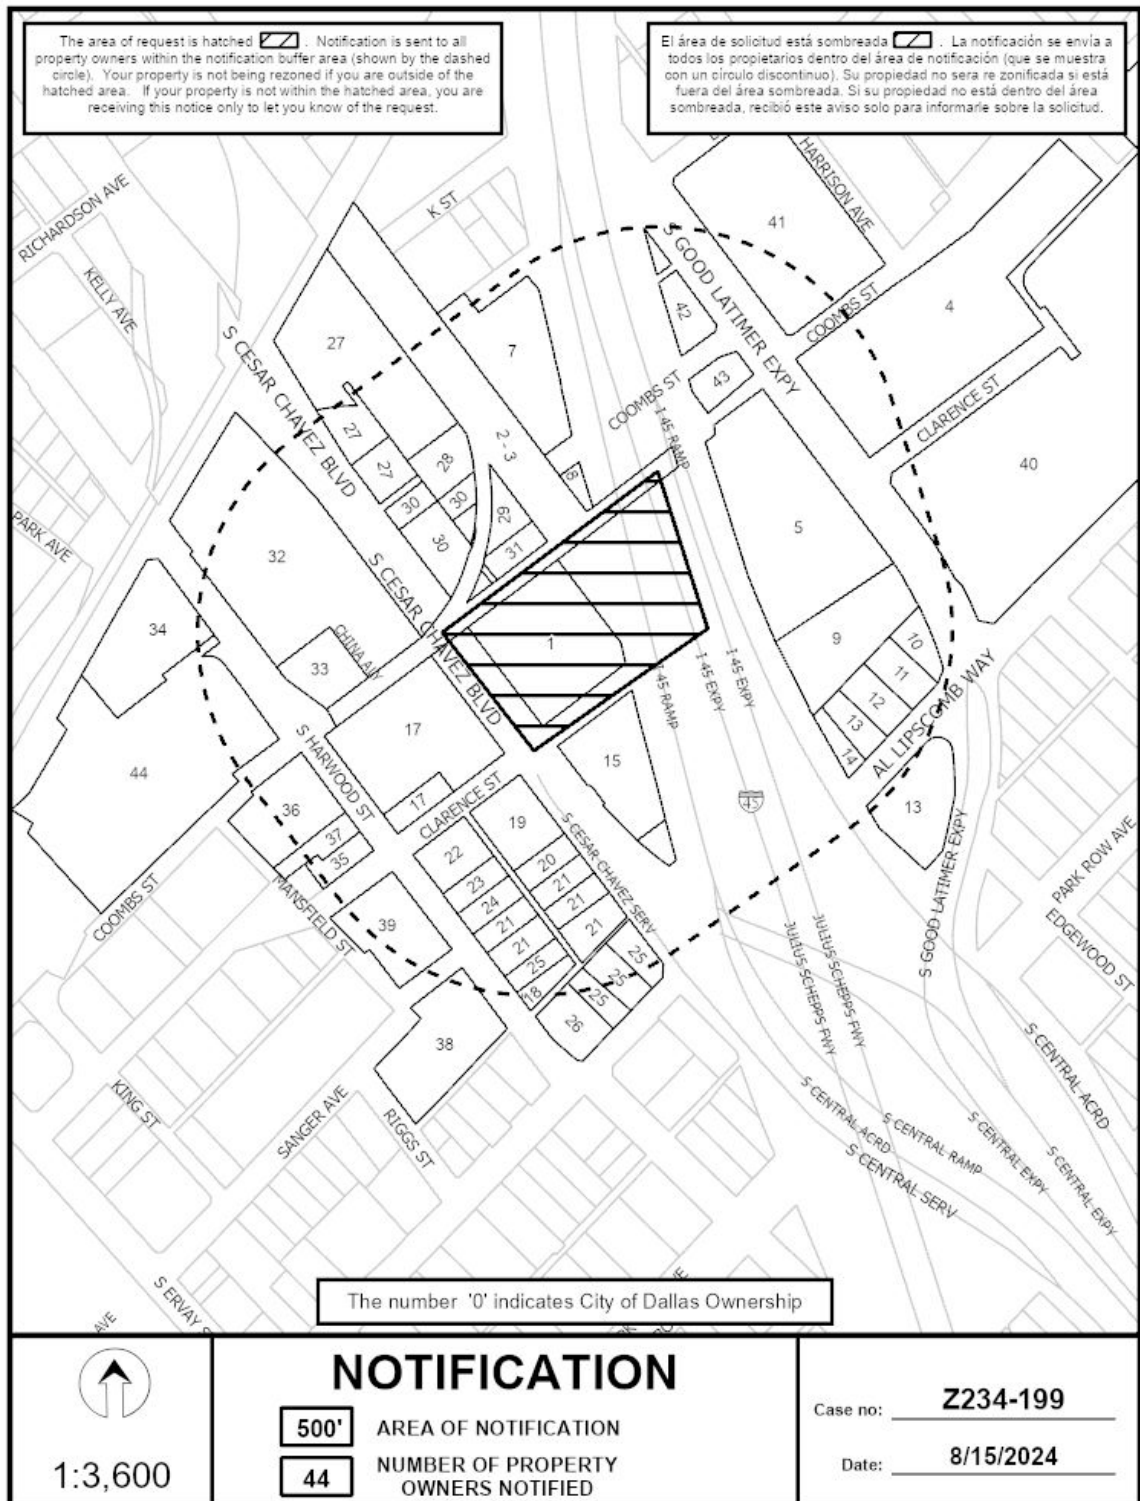 The area of request is hatched . Notification is sent to all
property owners within the notification buffer area (shown by the dashed
circle). Your property is not being rezoned if you are outside of the
hatched area. If your property is not within the hatched area, you are
receiving this notice only to let you know of the request.
El área de solicitud está sombreada . La notificación se envía a
todos los propietarios dentro del área de notificación (que se muestra
con un círculo discontinuo). Su propiedad no sera re zonificada si está
fuera del área sombreada. Si su propiedad no está dentro del área
sombreada, recibió este aviso solo para informarle sobre la solicitud.
RICHARDSON AVE
KELLY AVE
K ST
HARRISON AVE
S GOOD LATIMER EXPY
41
COOMBS ST
4
42
43
CLARENCE ST
40
27
7
S CESAR CHAVEZ BLVD
COOMBS ST
I 45 RAMP
2 - 3
27
27
28
8
30
30
29
30
31
5
PARK AVE
32
S CESAR CHAVEZ BLVD
34
CHINA ALY
33
1
9
10
11
12
13
14
I 45 RAMP
I 45 EXPY
I 45 EXPY
AL LIPSCOMB WAY
17
S HARWOOD ST
15
45
44
17
CLARENCE ST
13
36
37
35
19
S CESAR CHAVEZ SERV
22
20
23
21
24
21
21
21
21
25
18
25
25
25
26
MANSFIELD ST
39
COOMBS ST
38
JULIUS SCHEPPS FWY
JULIUS SCHEPPS FWY
S GOOD LATIMER EXPY
PARK ROW AVE
EDGEWOOD ST
KING ST
SANGER AVE
RIGGS ST
S CENTRAL ACRD
S CENTRAL ACRD
S CENTRAL RAMP
S CENTRAL SERV
S CENTRAL EXPY
S CENTRAL EXPY
S ERVAY
AVE
The number '0' indicates City of Dallas Ownership
1:3,600
NOTIFICATION
500' AREA OF NOTIFICATION
44 NUMBER OF PROPERTY
OWNERS NOTIFIED
Case no: Z234-199
Date: 8/15/2024